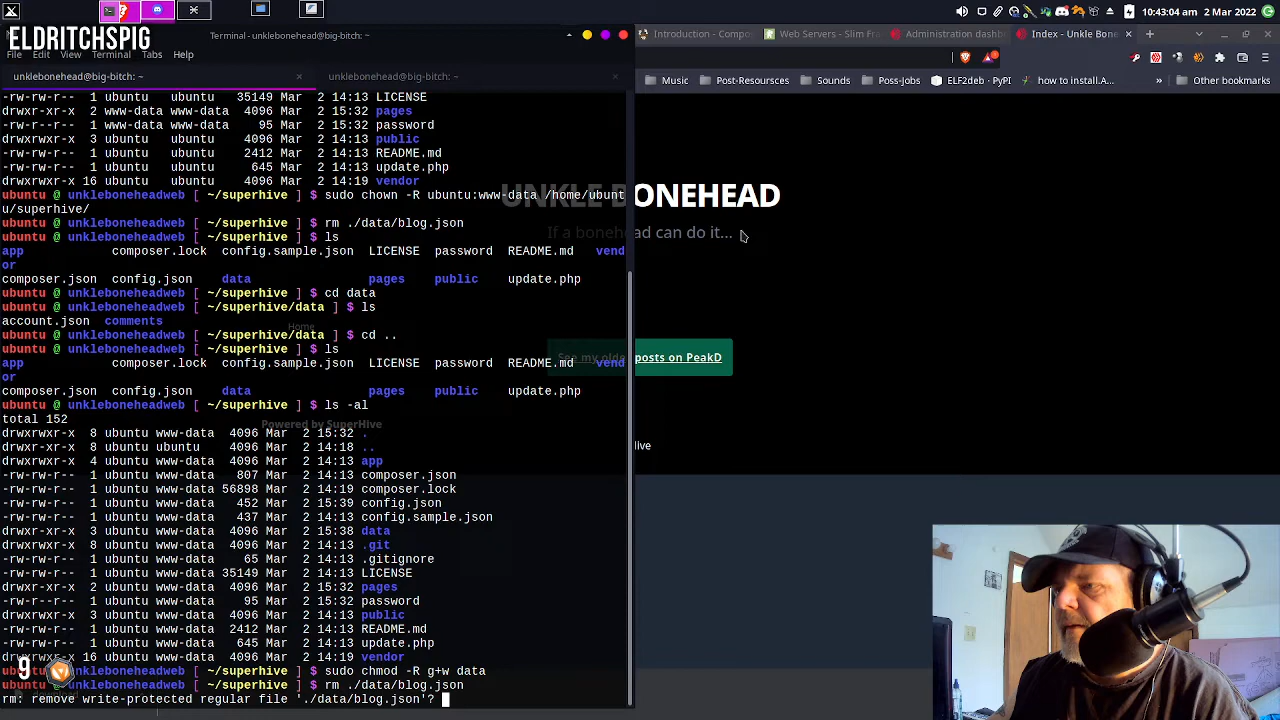 10:43:04 am 2 Mar 2022
ELDRITCHSPIG
Terminal - unklebonehead@big-bitch: ~
File Edit View Terminal Tabs Help
unklebonehead@big-bitch: ~ × unklebonehead@big-bitch: ~ ×
Introduction - Compos Web Servers - Slim Fra Administration dashb Index - Unkle Bone
Music Post-Resoursces Sounds Poss-Jobs ELF2deb · PyPI how to install.A... » Other bookmarks
-rw-rw-r-- 1 ubuntu ubuntu 35149 Mar 2 14:13 LICENSE
drwxr-xr-x 2 www-data www-data 4096 Mar 2 15:32 pages
-rw-r--r-- 1 www-data www-data 95 Mar 2 15:32 password
drwxrwxr-x 3 ubuntu ubuntu 4096 Mar 2 14:13 public
-rw-rw-r-- 1 ubuntu ubuntu 2412 Mar 2 14:13 README.md
-rw-rw-r-- 1 ubuntu ubuntu 645 Mar 2 14:13 update.php
drwxrwxr-x 16 ubuntu ubuntu 4096 Mar 2 14:19 vendor
ubuntu @ unkleboneheadweb [ ~/superhive ] $ sudo chown -R ubuntu:www-data /home/ubunt
u/superhive/
ubuntu @ unkleboneheadweb [ ~/superhive ] $ rm ./data/blog.json
ubuntu @ unkleboneheadweb [ ~/superhive ] $ ls
app composer.lock config.sample.json LICENSE password README.md vend
or
composer.json config.json data pages public update.php
ubuntu @ unkleboneheadweb [ ~/superhive ] $ cd data
ubuntu @ unkleboneheadweb [ ~/superhive/data ] $ ls
account.json comments
ubuntu @ unkleboneheadweb [ ~/superhive/data ] $ cd ..
ubuntu @ unkleboneheadweb [ ~/superhive ] $ ls
app composer.lock config.sample.json LICENSE password README.md vend
or
composer.json config.json data pages public update.php
ubuntu @ unkleboneheadweb [ ~/superhive ] $ ls -al
total 152
drwxrwxr-x 8 ubuntu www-data 4096 Mar 2 15:32 .
drwxr-xr-x 7 ubuntu ubuntu 4096 Mar 2 14:18 ..
drwxrwxr-x 4 ubuntu www-data 4096 Mar 2 14:13 app
-rw-rw-r-- 1 ubuntu www-data 807 Mar 2 14:13 composer.json
-rw-rw-r-- 1 ubuntu www-data 56898 Mar 2 14:19 composer.lock
-rw-r--r-- 1 ubuntu www-data 452 Mar 2 15:39 config.json
-rw-rw-r-- 1 ubuntu www-data 437 Mar 2 14:13 config.sample.json
drwxr-xr-x 3 ubuntu www-data 4096 Mar 2 15:38 data
drwxrwxr-x 8 ubuntu www-data 4096 Mar 2 14:13 .git
-rw-rw-r-- 1 ubuntu www-data 65 Mar 2 14:13 .gitignore
-rw-rw-r-- 1 ubuntu www-data 35149 Mar 2 14:13 LICENSE
drwxr-xr-x 2 ubuntu www-data 4096 Mar 2 15:32 pages
-rw-r--r-- 1 ubuntu www-data 95 Mar 2 15:32 password
drwxrwxr-x 3 ubuntu www-data 4096 Mar 2 14:13 public
-rw-rw-r-- 1 ubuntu www-data 2412 Mar 2 14:13 README.md
-rw-rw-r-- 1 ubuntu www-data 645 Mar 2 14:13 update.php
drwxrwxr-x 16 ubuntu www-data 4096 Mar 2 14:19 vendor
ubuntu @ unkleboneheadweb [ ~/superhive ] $ sudo chmod -R g+w data
ubuntu @ unkleboneheadweb [ ~/superhive ] $ rm ./data/blog.json
rm: remove write-protected regular file './data/blog.json'?
9
UNKLE BONEHEAD
If a bonehead can do it...
Home
See my older posts on PeakD
Powered by SuperHive